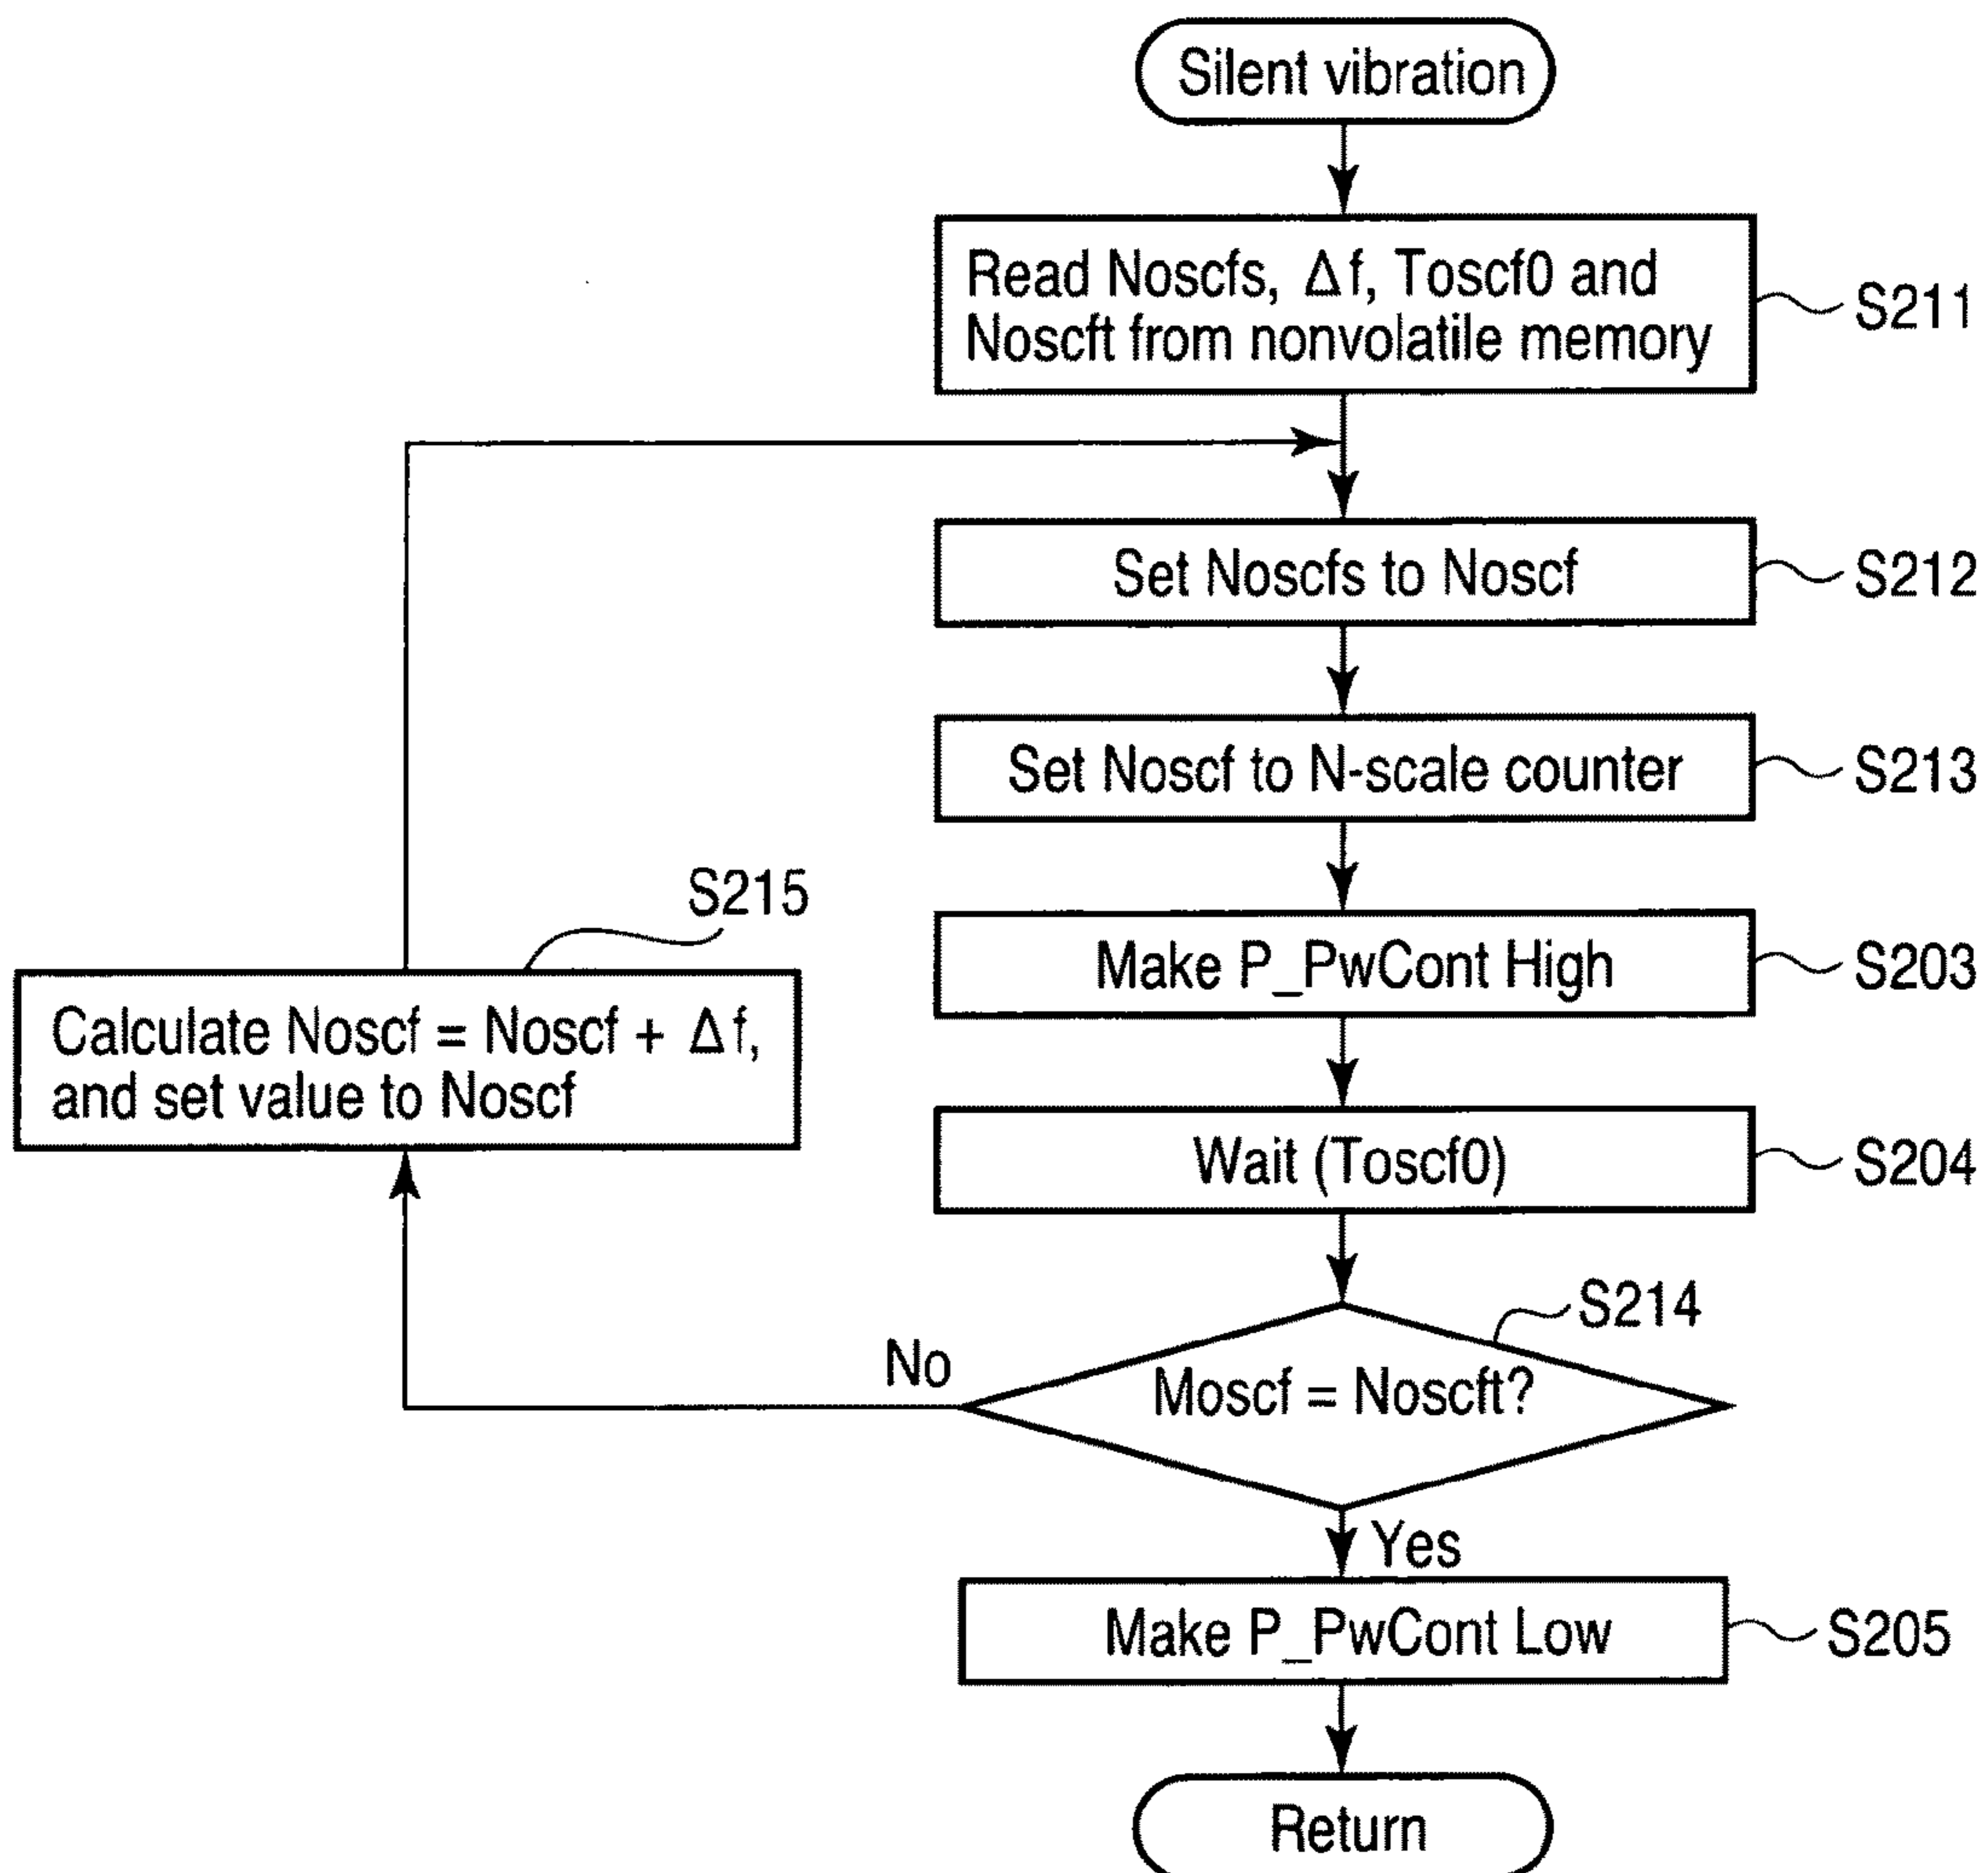 Silent vibration
Read Noscfs, Δf, Toscf0 and
Noscft from nonvolatile memory
S211
Set Noscfs to Noscf
S212
Set Noscf to N-scale counter
S213
Make P_PwCont High
S203
S215
Calculate Noscf = Noscf + Δf,
and set value to Noscf
Wait (Toscf0)
S204
S214
Moscf = Noscft?
No
Yes
Make P_PwCont Low
S205
Return